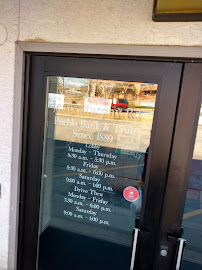 Pueblo Bank & Trust
Since 1889
Lobby
Monday - Thursday
8:30 a.m. - 5:30 p.m.
Friday
8:30 a.m. - 6:00 p.m.
Saturday
9:00 a.m. - 1:00 p.m.
Drive Thru
Monday - Friday
7:30 a.m. - 6:00 p.m.
Saturday
9:00 a.m. - 1:00 p.m.